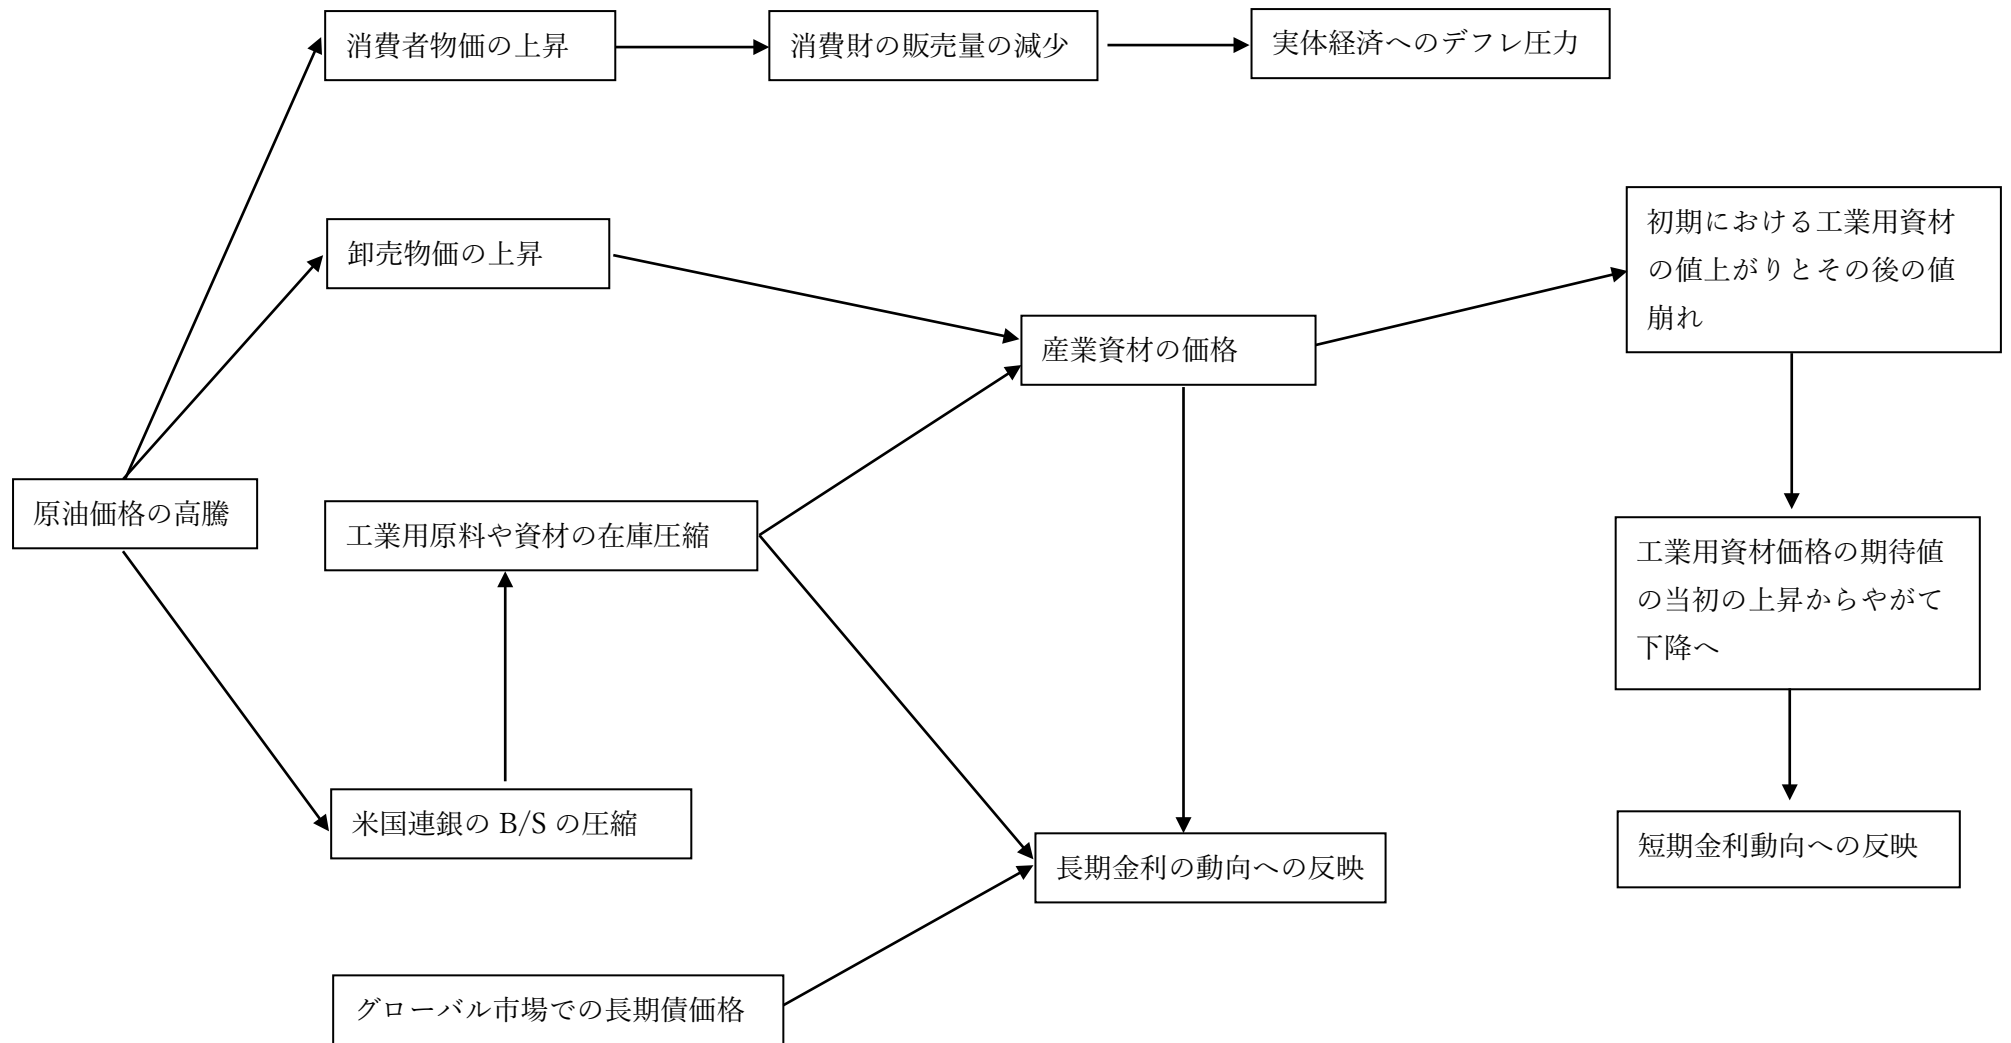 消費者物価の上昇
消費財の販売量の減少
実体経済へのデフレ圧力
卸売物価の上昇
初期における工業用資材
の値上がりとその後の値
崩れ
産業資材の価格
原油価格の高騰
工業用原料や資材の在庫圧縮
工業用資材価格の期待値
の当初の上昇からやがて
下降へ
米国連銀の B/S の圧縮
長期金利の動向への反映
短期金利動向への反映
グローバル市場での長期債価格